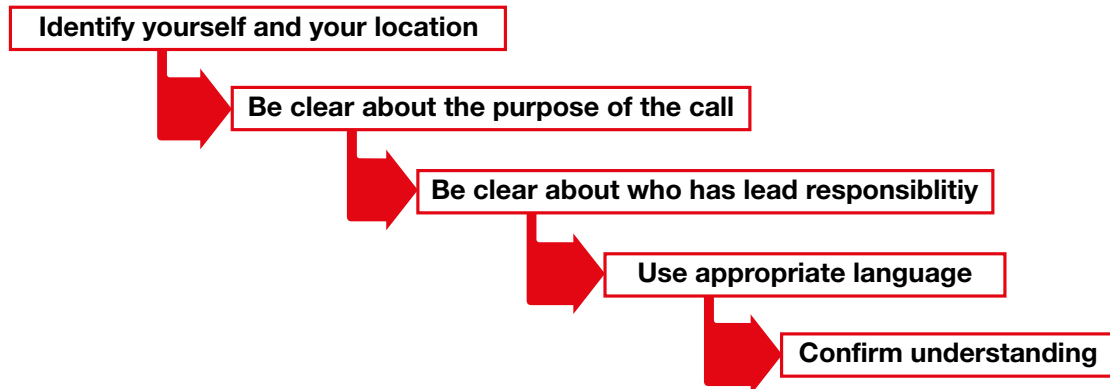 Identify yourself and your location
Be clear about the purpose of the call
Be clear about who has lead responsiblitiy
Use appropriate language
Confirm understanding